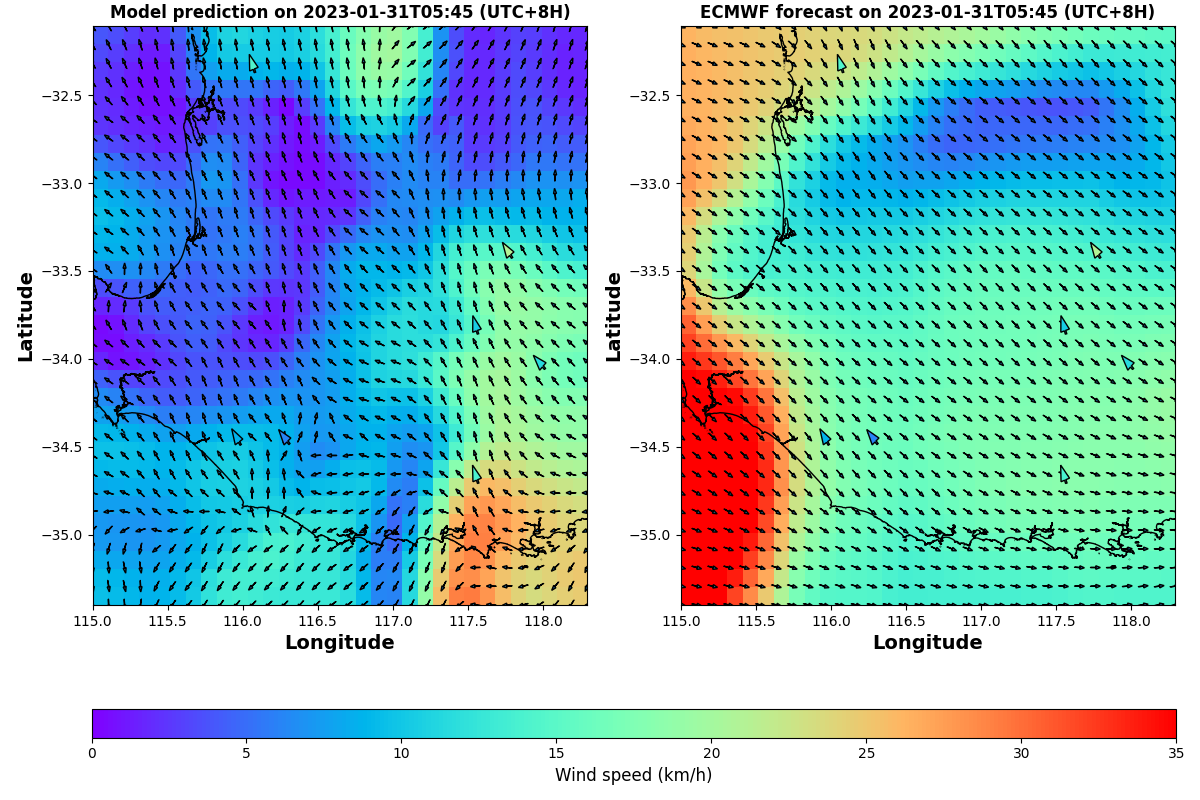 Model prediction on 2023-01-31T05:45 (UTC+8H)
ECMWF forecast on 2023-01-31T05:45 (UTC+8H)
Latitude
−32.5
−33.0
−33.5
−34.0
−34.5
−35.0
115.0 115.5 116.0 116.5 117.0 117.5 118.0
Longitude
Latitude
−32.5
−33.0
−33.5
−34.0
−34.5
−35.0
115.0 115.5 116.0 116.5 117.0 117.5 118.0
Longitude
0 5 10 15 20 25 30 35
Wind speed (km/h)